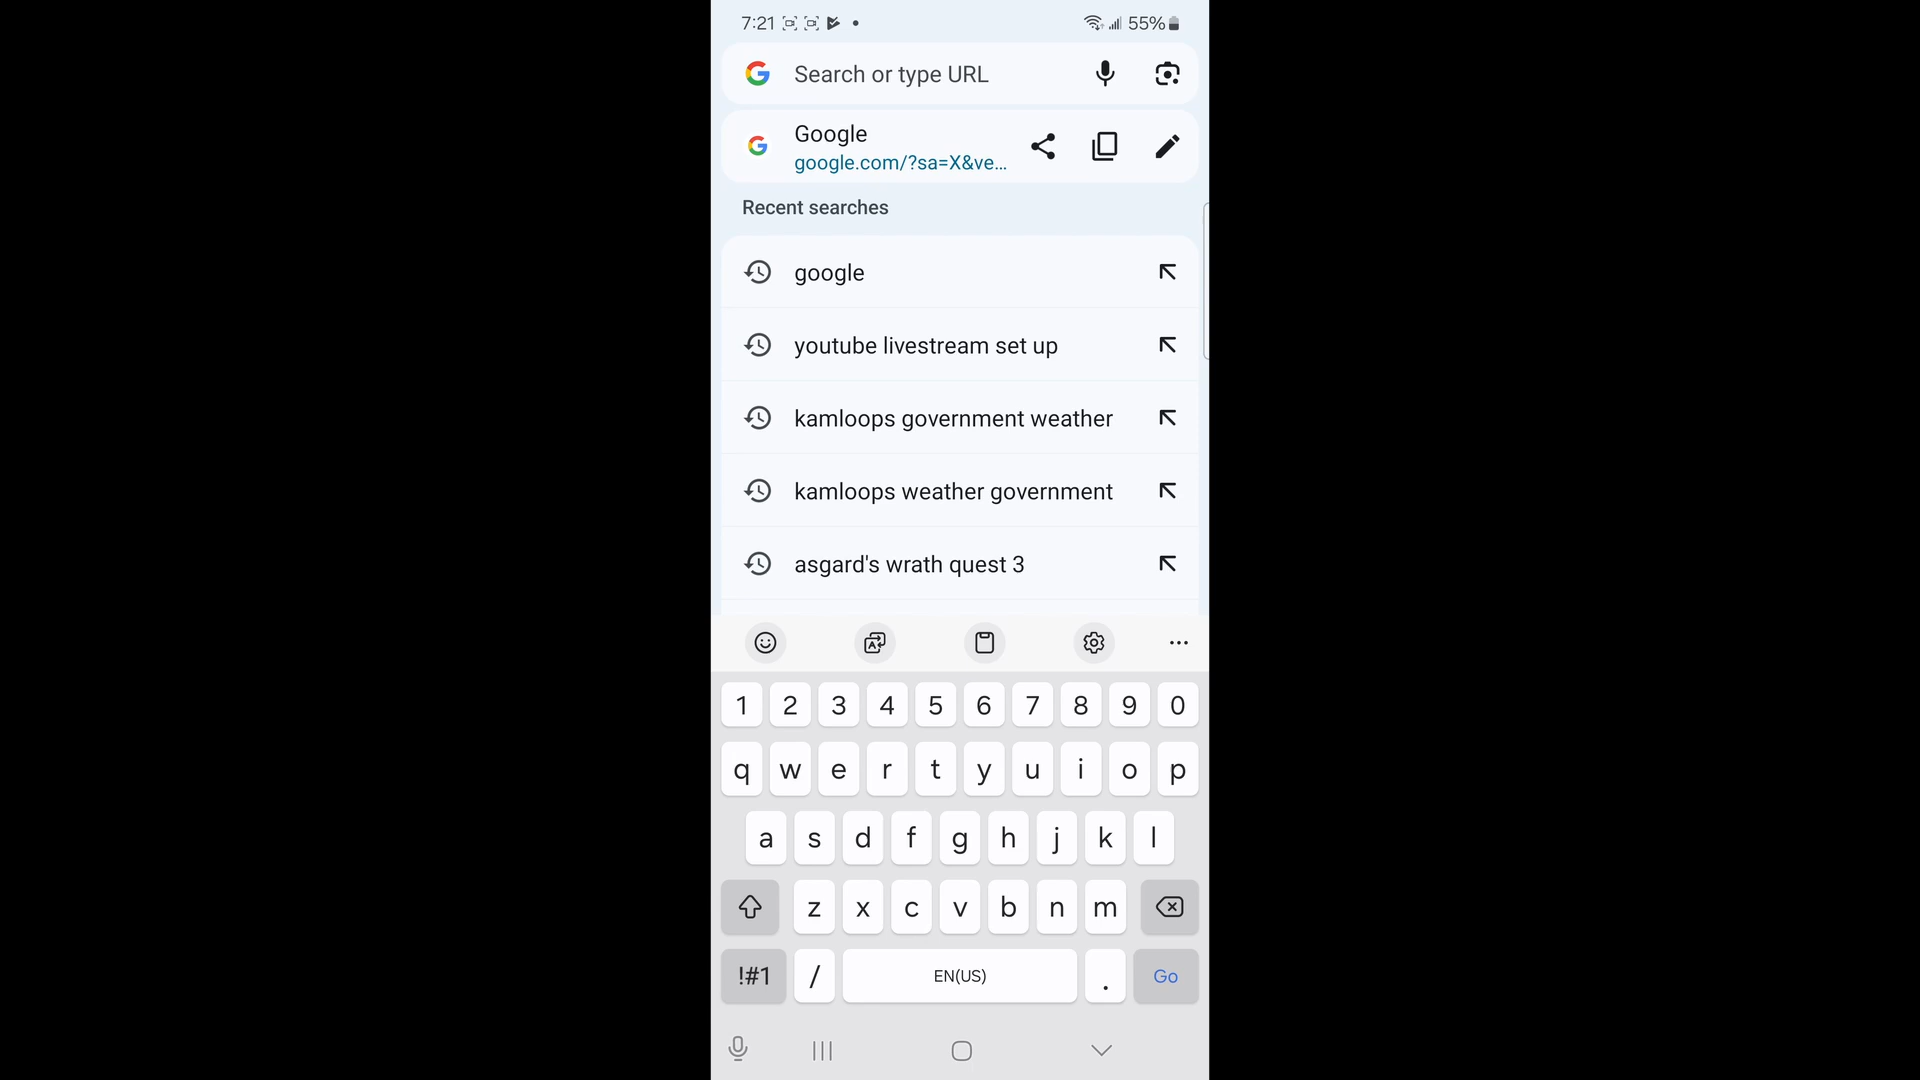 7:21 55%
Search or type URL
Google
google.com/?sa=X&ve...
Recent searches
google
youtube livestream set up
kamloops government weather
kamloops weather government
asgard's wrath quest 3
1 2 3 4 5 6 7 8 9 0
q w e r t y u i o p
a s d f g h j k l
z x c v b n m
!#1 / EN(US) . Go